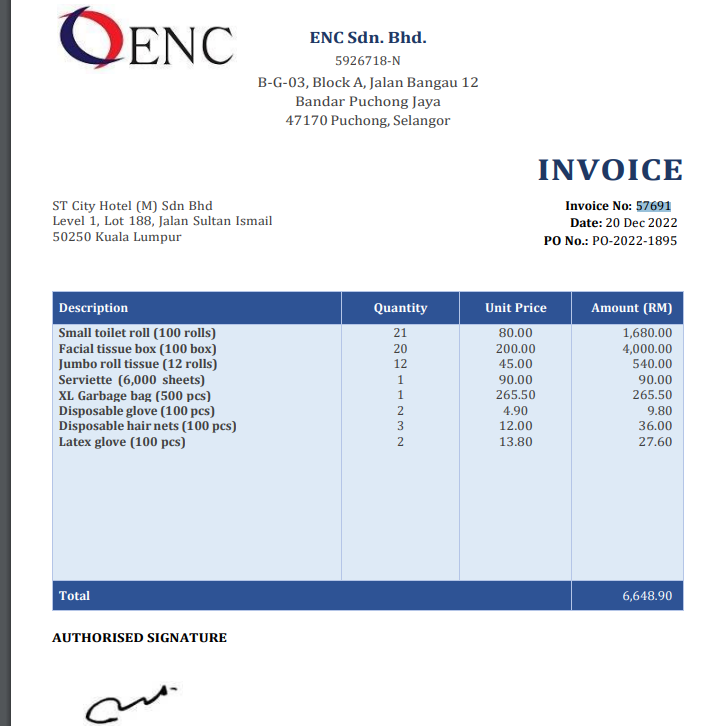 ENC
ENC Sdn. Bhd.
5926718-N
B-G-03, Block A, Jalan Bangau 12
Bandar Puchong Jaya
47170 Puchong, Selangor
INVOICE
ST City Hotel (M) Sdn Bhd
Level 1, Lot 188, Jalan Sultan Ismail
50250 Kuala Lumpur
Invoice No: 57691
Date: 20 Dec 2022
PO No.: PO-2022-1895
Description Quantity Unit Price Amount (RM)
Small toilet roll (100 rolls) 21 80.00 1,680.00
Facial tissue box (100 box) 20 200.00 4,000.00
Jumbo roll tissue (12 rolls) 12 45.00 540.00
Serviette (6,000 sheets) 1 90.00 90.00
XL Garbage bag (500 pcs) 1 265.50 265.50
Disposable glove (100 pcs) 2 4.90 9.80
Disposable hair nets (100 pcs) 3 12.00 36.00
Latex glove (100 pcs) 2 13.80 27.60
Total 6,648.90
AUTHORISED SIGNATURE